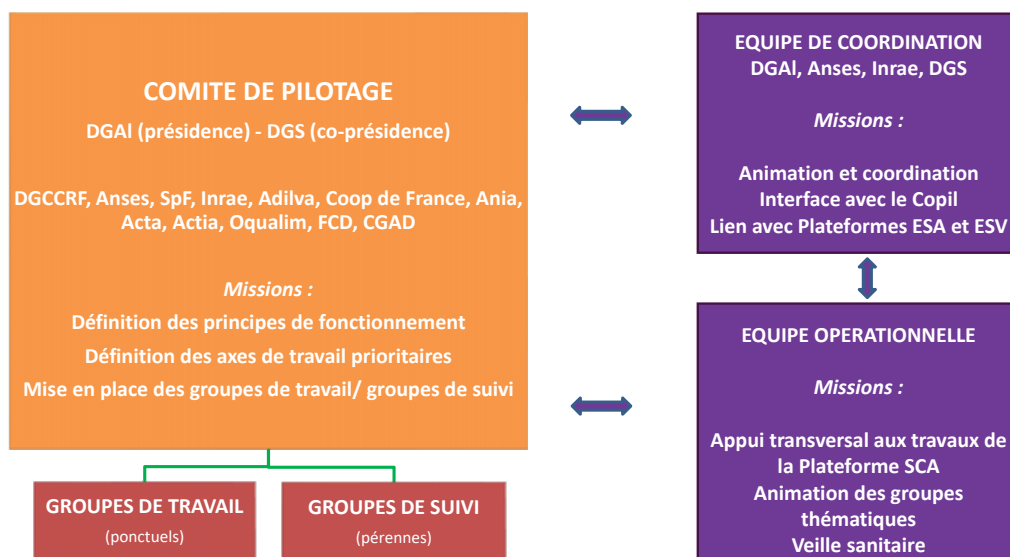 COMITE DE PILOTAGE
DGAl (présidence) - DGS (co-présidence)
DGCCRF, Anses, SpF, Inrae, Adilva, Coop de France, Ania,
Acta, Actia, Oqualim, FCD, CGAD
Missions :
Définition des principes de fonctionnement
Définition des axes de travail prioritaires
Mise en place des groupes de travail/ groupes de suivi
GROUPES DE TRAVAIL
(ponctuels)
GROUPES DE SUIVI
(pérennes)
EQUIPE DE COORDINATION
DGAl, Anses, Inrae, DGS
Missions :
Animation et coordination
Interface avec le Copil
Lien avec Plateformes ESA et ESV
EQUIPE OPERATIONNELLE
Missions :
Appui transversal aux travaux de
la Plateforme SCA
Animation des groupes
thématiques
Veille sanitaire